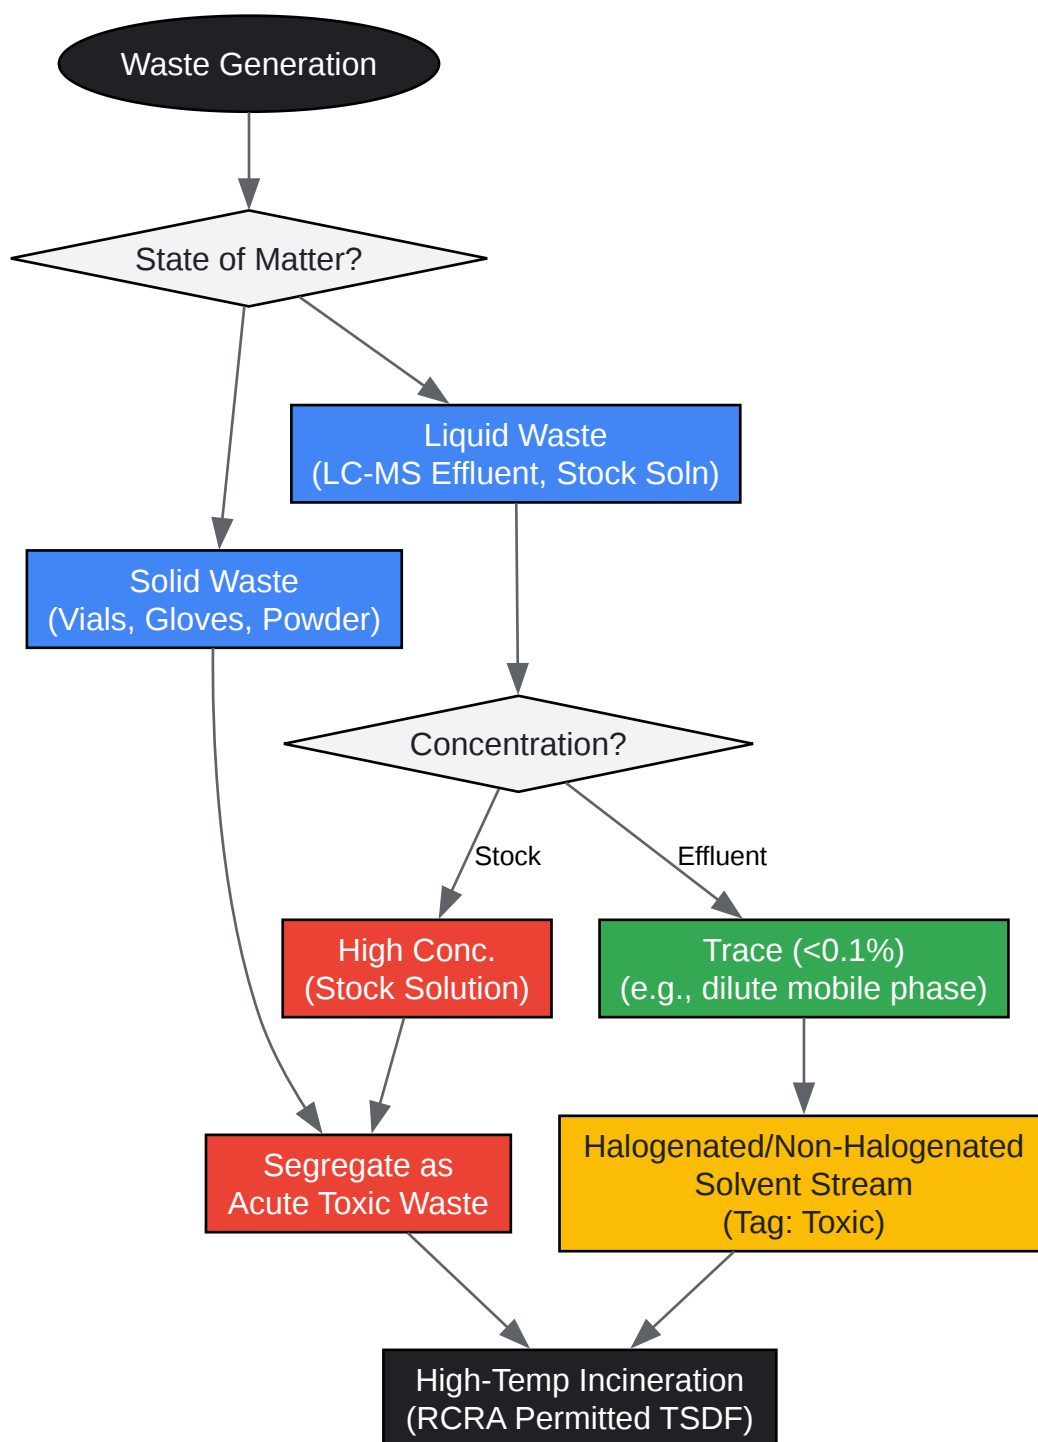 Waste Generation
State of Matter?
Liquid Waste
(LC-MS Effluent, Stock Soln)
Solid Waste
(Vials, Gloves, Powder)
Concentration?
Stock
Effluent
High Conc.
(Stock Solution)
Trace (<0.1%)
(e.g., dilute mobile phase)
Segregate as
Acute Toxic Waste
Halogenated/Non-Halogenated
Solvent Stream
(Tag: Toxic)
High-Temp Incineration
(RCRA Permitted TSDF)